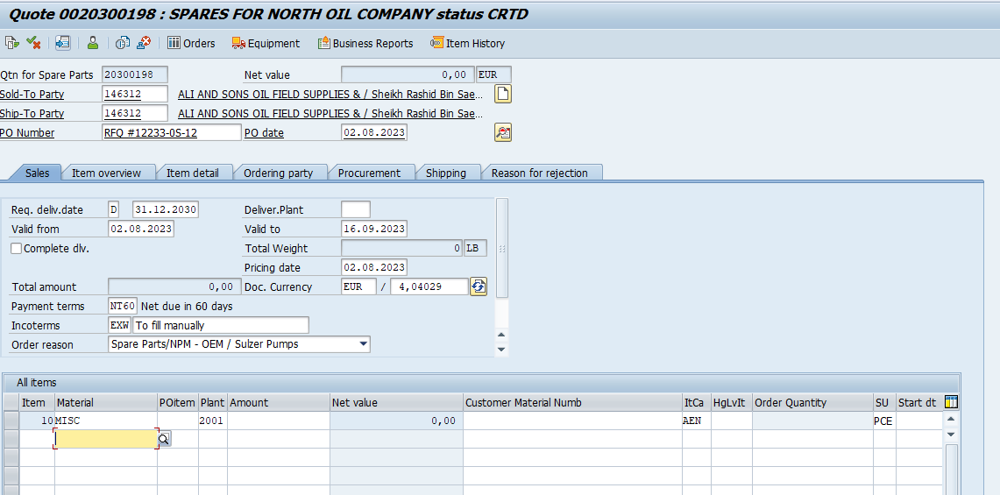 Quote 0020300198 : SPARES FOR NORTH OIL COMPANY status CRTD
Orders Equipment Business Reports Item History
Qtn for Spare Parts 20300198 Net value 0,00 EUR
Sold-To Party 146312 ALI AND SONS OIL FIELD SUPPLIES & / Sheikh Rashid Bin Sae...
Ship-To Party 146312 ALI AND SONS OIL FIELD SUPPLIES & / Sheikh Rashid Bin Sae...
PO Number RFQ #12233-0S-12 PO date 02.08.2023
Sales Item overview Item detail Ordering party Procurement Shipping Reason for rejection
Req. deliv.date D 31.12.2030 Deliver.Plant
Valid from 02.08.2023 Valid to 16.09.2023
Complete dlv. Total Weight 0 LB
Pricing date 02.08.2023
Total amount 0,00 Doc. Currency EUR / 4,04029
Payment terms NT60 Net due in 60 days
Incoterms EXW To fill manually
Order reason Spare Parts/NPM - OEM / Sulzer Pumps
All items
Item Material POitem Plant Amount Net value Customer Material Numb ItCa HgLvIt Order Quantity SU Start dt
10 MISC 2001 0,00 AEN PCE